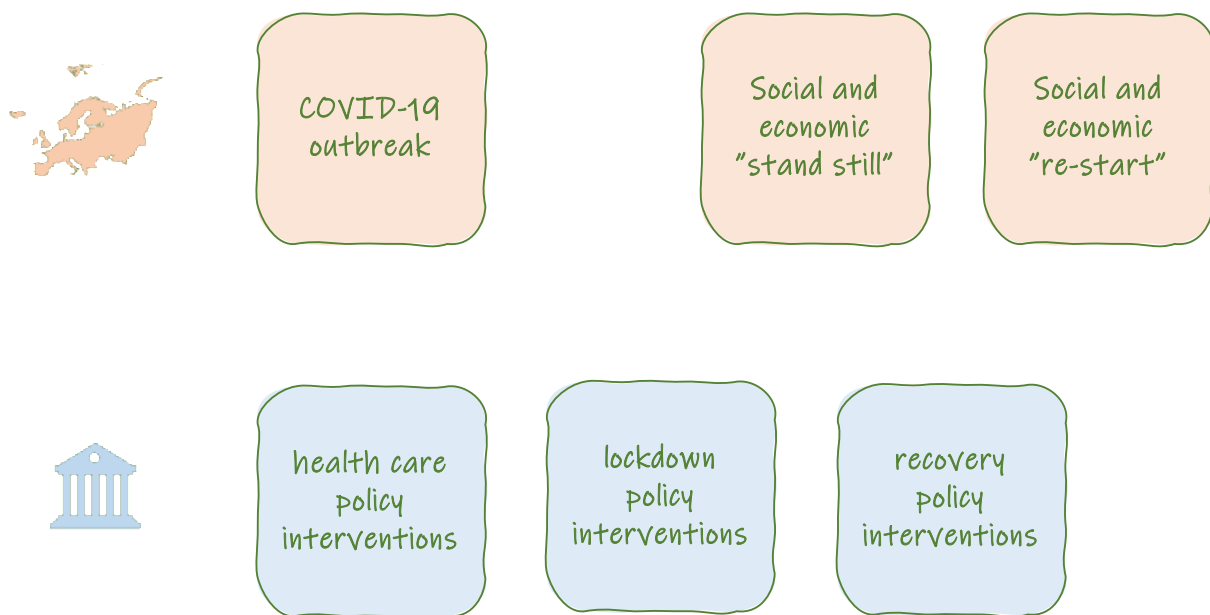 COVID-19
outbreak
Social and
economic
”stand still”
Social and
economic
”re-start”
health care
policy
interventions
lockdown
policy
interventions
recovery
policy
interventions